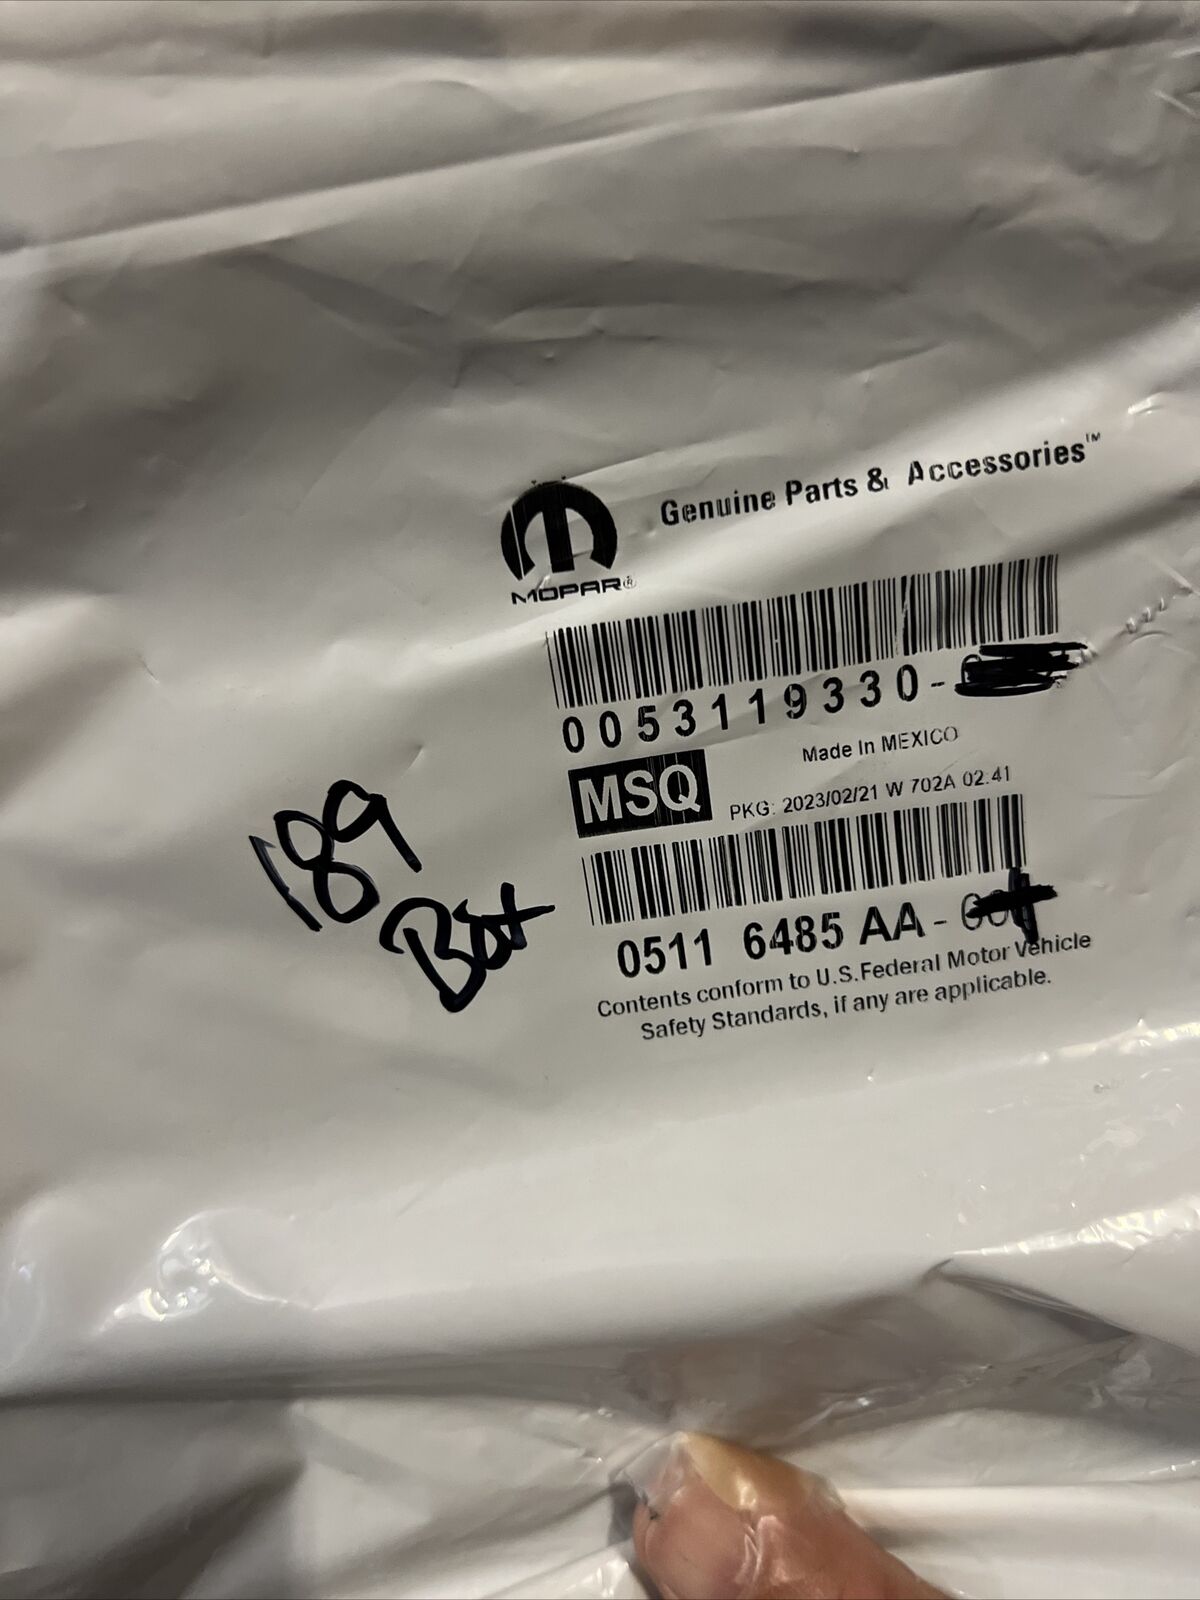 Genuine Parts & Accessories™
MOPAR®
0053119330-
Made In MEXICO
MSQ
PKG: 2023/02/21 W 702A 02:41
0511 6485 AA-
Contents conform to U.S. Federal Motor Vehicle
Safety Standards, if any are applicable.
189